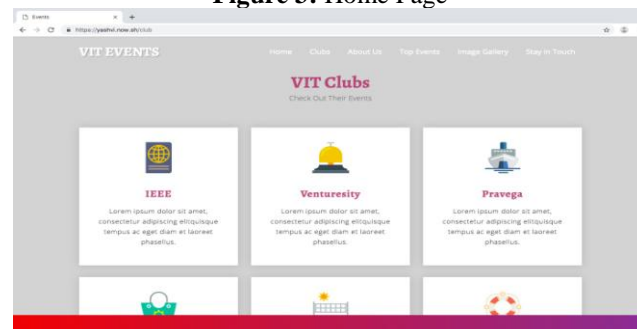 Figure 5: Home Page
Events
https://yashvl.now.sh/club
VIT EVENTS
Home Clubs About Us Top Events Image Gallery Stay In Touch
VIT Clubs
Check Out Their Events
IEEE
Lorem ipsum dolor sit amet,
consectetur adipiscing elitquisque
tempus ac eget diam et laoreet
phasellus.
Venturesity
Lorem ipsum dolor sit amet,
consectetur adipiscing elitquisque
tempus ac eget diam et laoreet
phasellus.
Pravega
Lorem ipsum dolor sit amet,
consectetur adipiscing elitquisque
tempus ac eget diam et laoreet
phasellus.